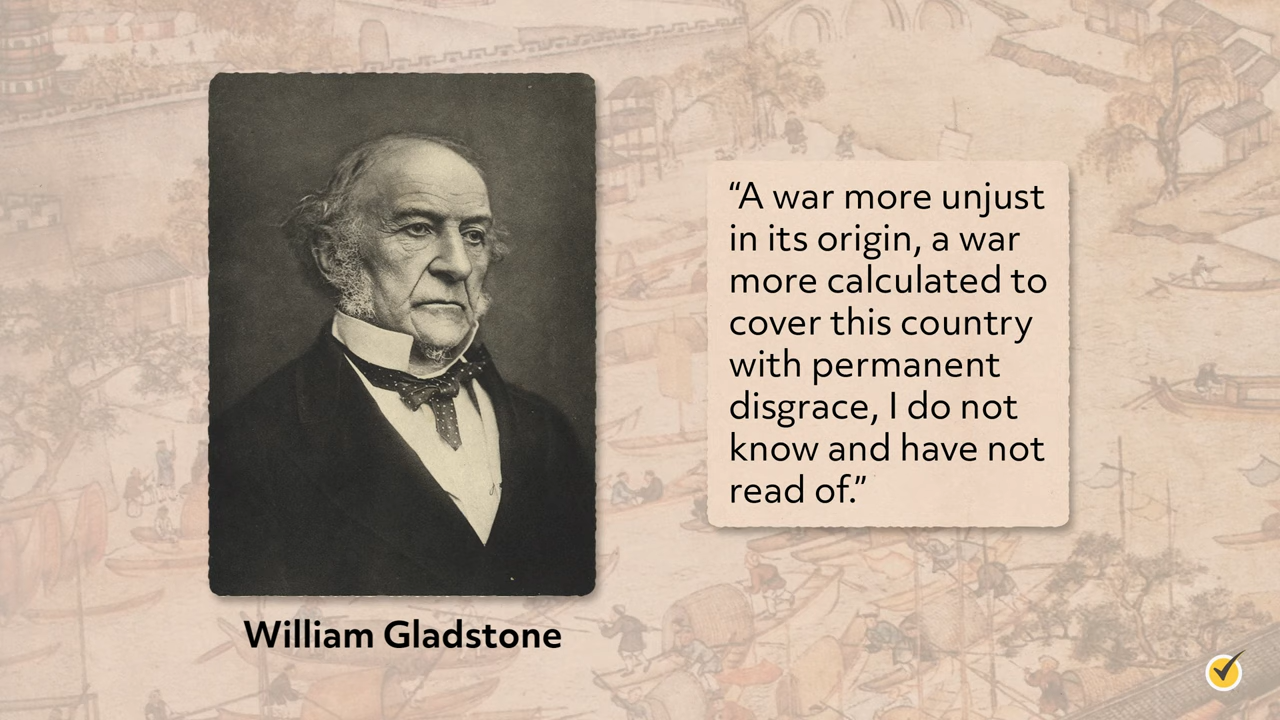 “A war more unjust
in its origin, a war
more calculated to
cover this country
with permanent
disgrace, I do not
know and have not
read of.”
William Gladstone